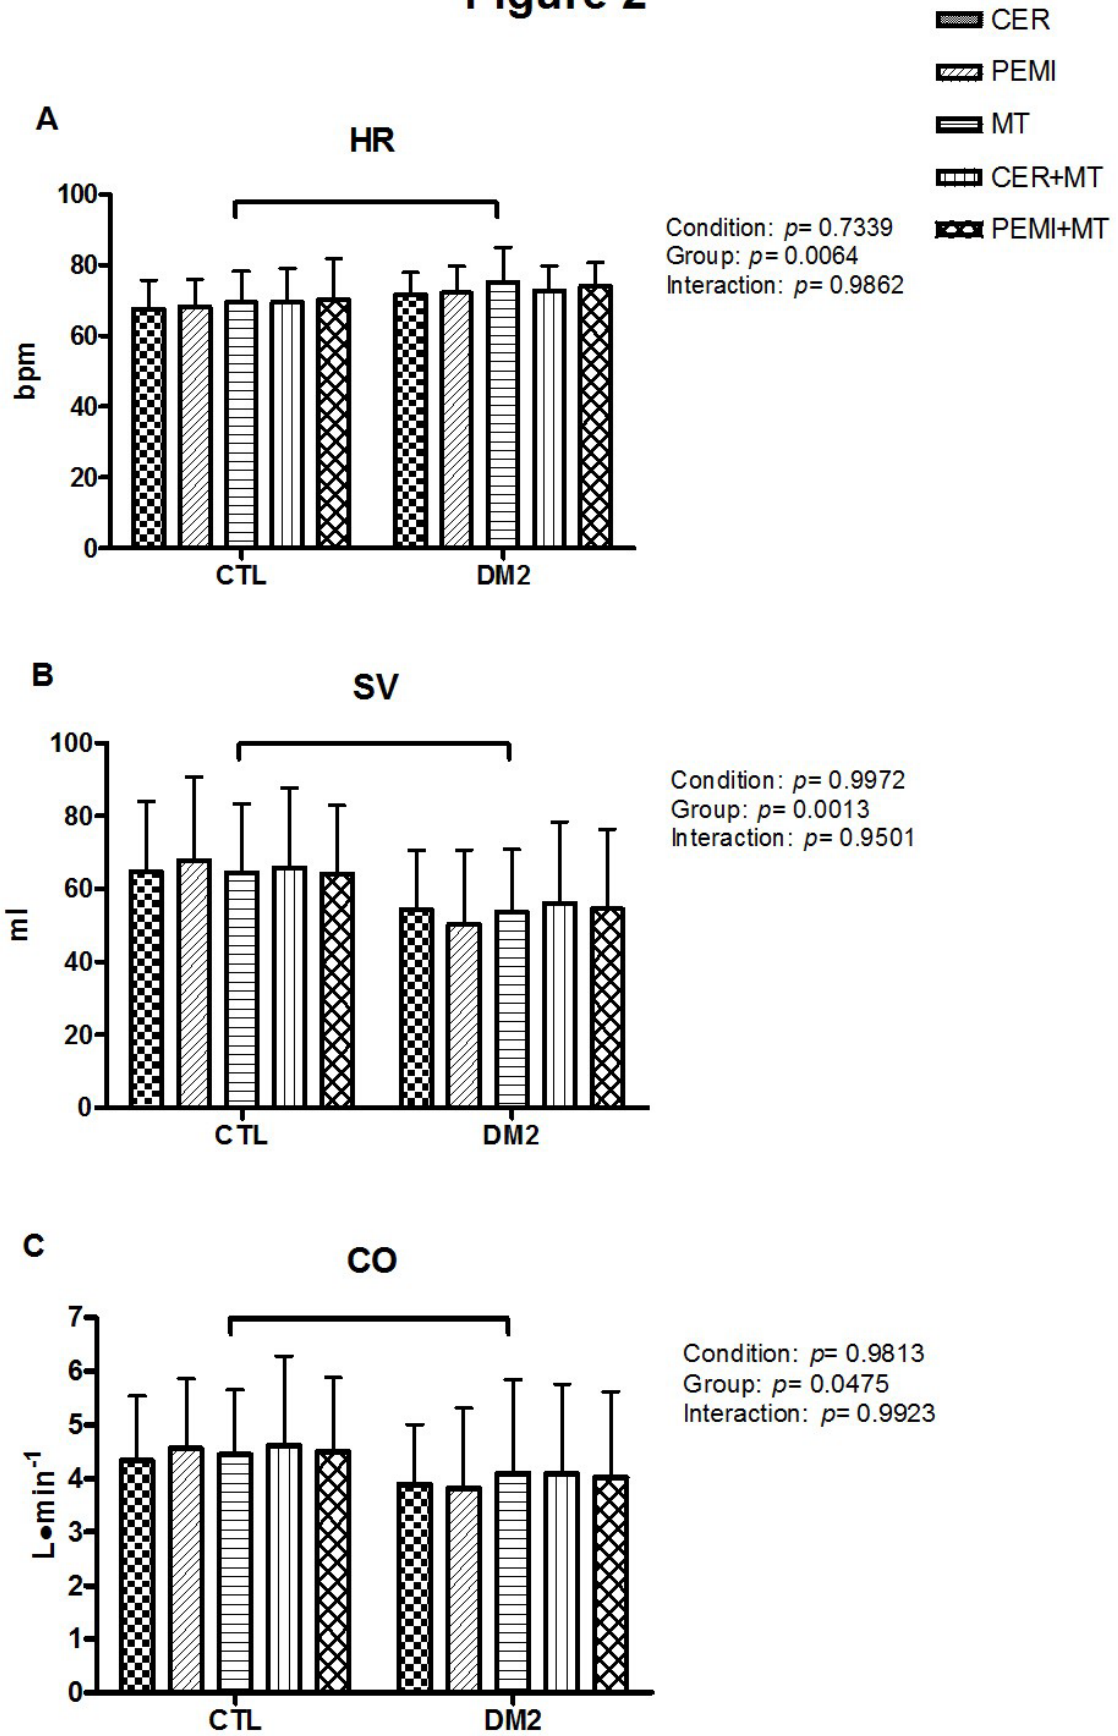 Figure 2
CER
PEMI
MT
CER+MT
PEMI+MT
A
HR
100
80
60
40
20
0
bpm
CTL
DM2
Condition: p= 0.7339
Group: p= 0.0064
Interaction: p= 0.9862
B
SV
100
80
60
40
20
0
ml
CTL
DM2
Condition: p= 0.9972
Group: p= 0.0013
Interaction: p= 0.9501
C
CO
7
6
5
4
3
2
1
0
L•min-1
CTL
DM2
Condition: p= 0.9813
Group: p= 0.0475
Interaction: p= 0.9923